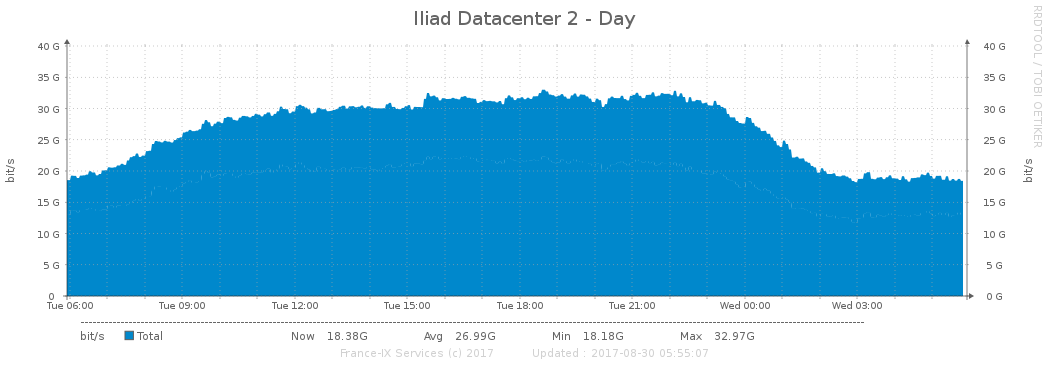 Iliad Datacenter 2 - Day
RRDTOOL / TOBI OETIKER
40 G 40 G
35 G 35 G
30 G 30 G
25 G 25 G
20 G 20 G
15 G 15 G
10 G 10 G
5 G 5 G
0 0 G
bit/s bit/s
Tue 06:00 Tue 09:00 Tue 12:00 Tue 15:00 Tue 18:00 Tue 21:00 Wed 00:00 Wed 03:00
bit/s Total Now 18.38G Avg 26.99G Min 18.18G Max 32.97G
France-IX Services (c) 2017 Updated : 2017-08-30 05:55:07